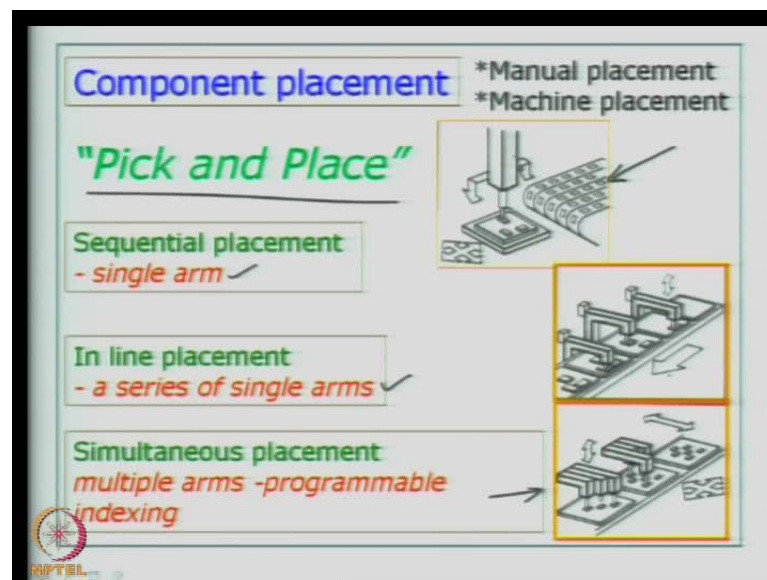 Component placement
*Manual placement
*Machine placement
"Pick and Place"
Sequential placement
- single arm
In line placement
- a series of single arms
Simultaneous placement
multiple arms -programmable
indexing
NPTEL